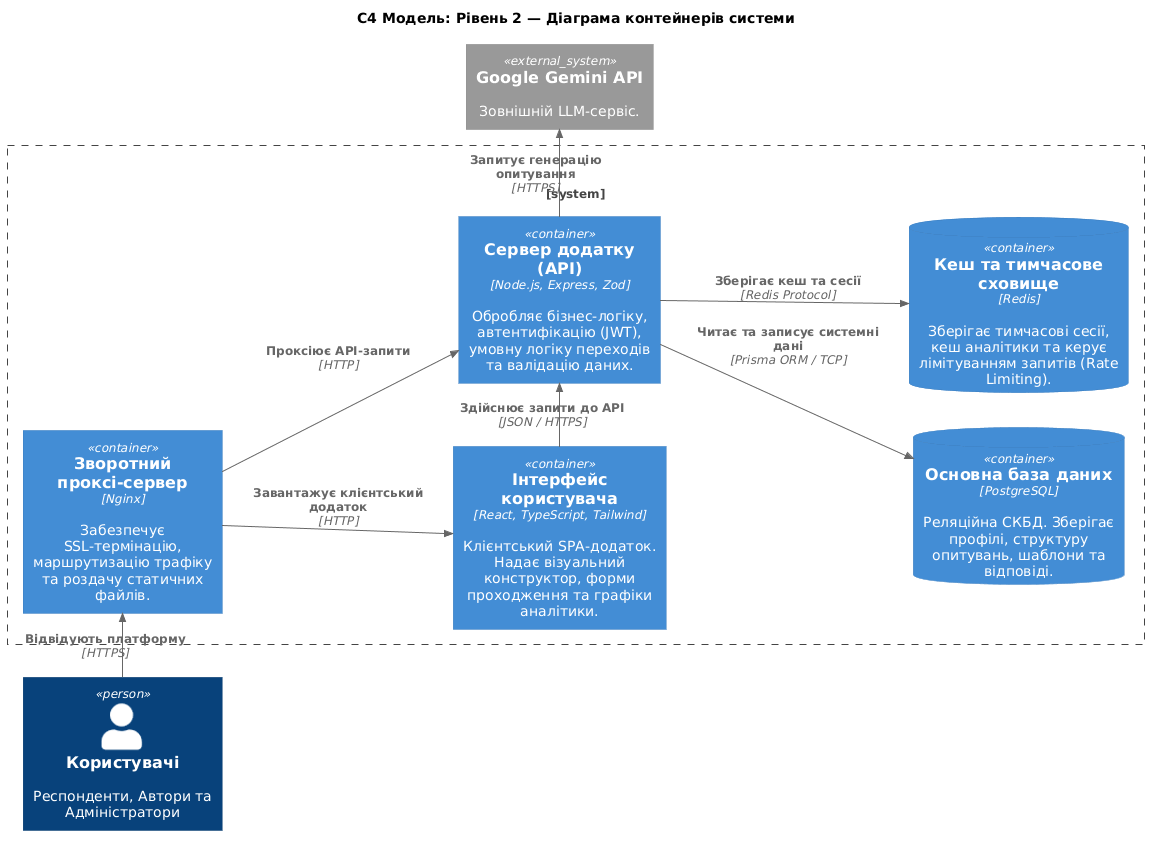 C4 Модель: Рівень 2 — Діаграма контейнерів системи
«external_system»
Google Gemini API
Зовнішній LLM-сервіс.
Запитує генерацію
опитування
[HTTPS]
[system]
«container»
Сервер додатку
(API)
[Node.js, Express, Zod]
Обробляє бізнес-логіку,
автентифікацію (JWT),
умовну логіку переходів
та валідацію даних.
Зберігає кеш та сесії
[Redis Protocol]
Читає та записує системні
дані
[Prisma ORM / TCP]
«container»
Кеш та тимчасове
сховище
[Redis]
Зберігає тимчасові сесії,
кеш аналітики та керує
лімітуванням запитів (Rate
Limiting).
Проксіює API-запити
[HTTP]
Здійснює запити до API
[JSON / HTTPS]
«container»
Зворотний
проксі-сервер
[Nginx]
Забезпечує
SSL-термінацію,
маршрутизацію трафіку
та роздачу статичних
файлів.
Завантажує клієнтський
додаток
[HTTP]
«container»
Інтерфейс
користувача
[React, TypeScript, Tailwind]
Клієнтський SPA-додаток.
Надає візуальний
конструктор, форми
проходження та графіки
аналітики.
«container»
Основна база даних
[PostgreSQL]
Реляційна СКБД. Зберігає
профілі, структуру
опитувань, шаблони та
відповіді.
Відвідують платформу
[HTTPS]
«person»
Користувачі
Респонденти, Автори та
Адміністратори